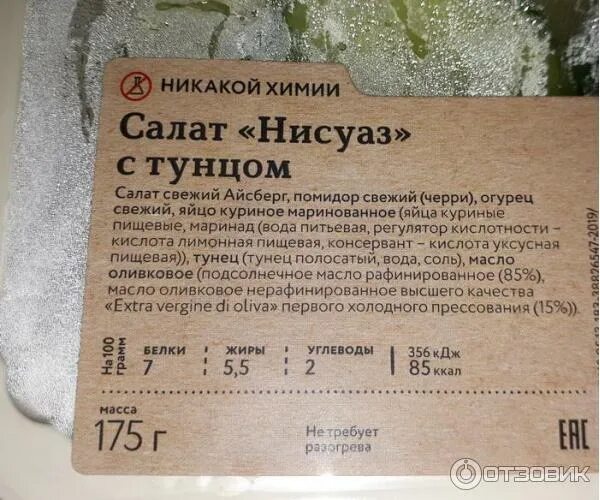 НИКАКОЙ ХИМИИ
Салат «Нисуаз»
с тунцом
Салат свежий Айсберг, помидор свежий (черри), огурец
свежий, яйцо куриное маринованное (яйца куриные
пищевые, маринад (вода питьевая, регулятор кислотности –
кислота лимонная пищевая, консервант – кислота уксусная
пищевая)), тунец (тунец полосатый, вода, соль), масло
оливковое (подсолнечное масло рафинированное (85%),
масло оливковое нерафинированное высшего качества
«Extra vergine di oliva» первого холодного прессования (15%)).
На 100
грамм
БЕЛКИ
7
ЖИРЫ
5,5
УГЛЕВОДЫ
2
356 кДж
85 ккал
масса
175 г
Не требует
разогрева
EAC
ОТЗОВИК